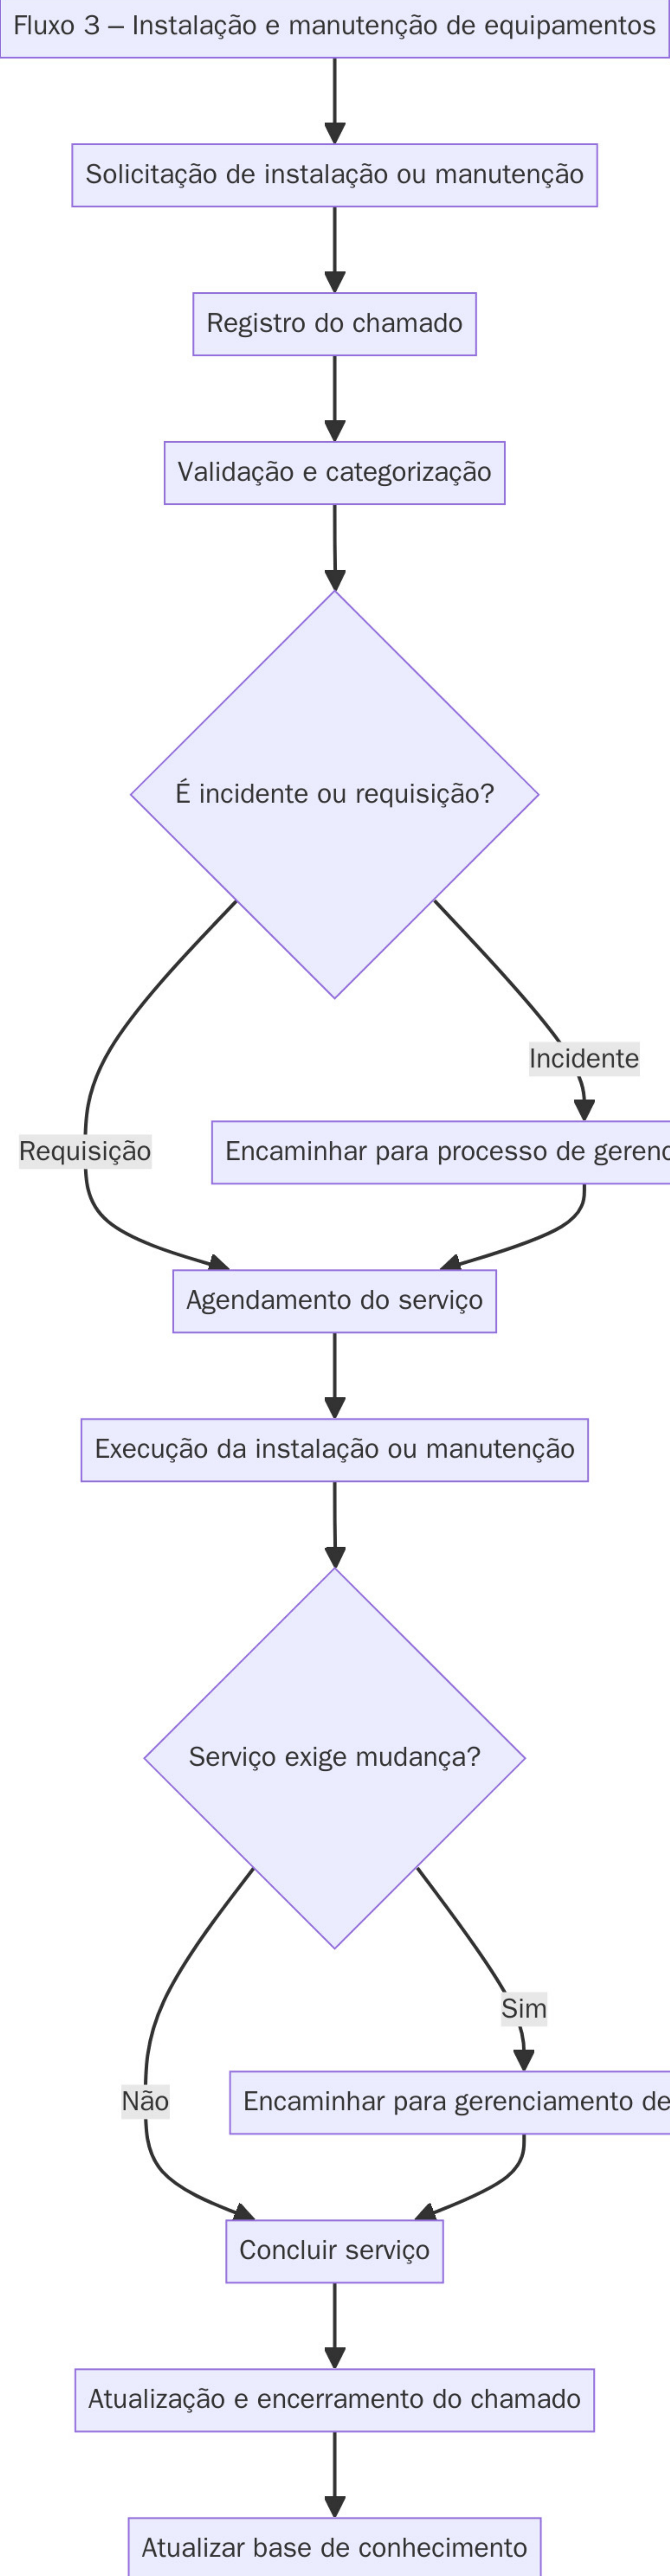 Fluxo 3 – Instalação e manutenção de equipamentos
Solicitação de instalação ou manutenção
Registro do chamado
Validação e categorização
É incidente ou requisição?
Incidente
Requisição
Encaminhar para processo de gerenc
Agendamento do serviço
Execução da instalação ou manutenção
Serviço exige mudança?
Sim
Não
Encaminhar para gerenciamento de
Concluir serviço
Atualização e encerramento do chamado
Atualizar base de conhecimento